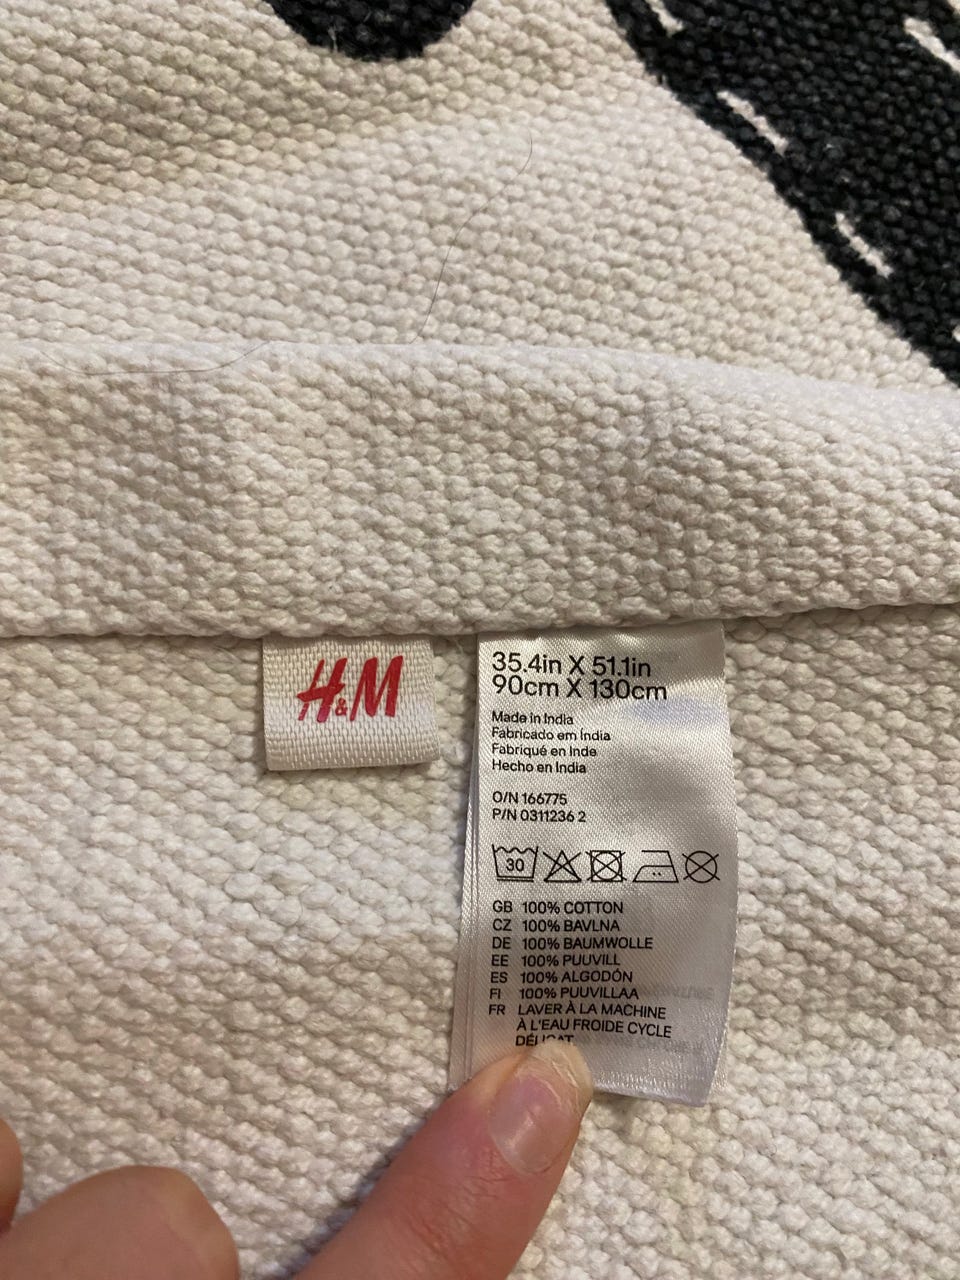 H&M
35.4in X 51.1in
90cm X 130cm
Made in India
Fabricado em Índia
Fabriqué en Inde
Hecho en India
O/N 166775
P/N 0311236 2
30
GB 100% COTTON
CZ 100% BAVLNA
DE 100% BAUMWOLLE
EE 100% PUUVILL
ES 100% ALGODÓN
FI 100% PUUVILLAA
FR LAVER À LA MACHINE
À L'EAU FROIDE CYCLE
DÉLICAT